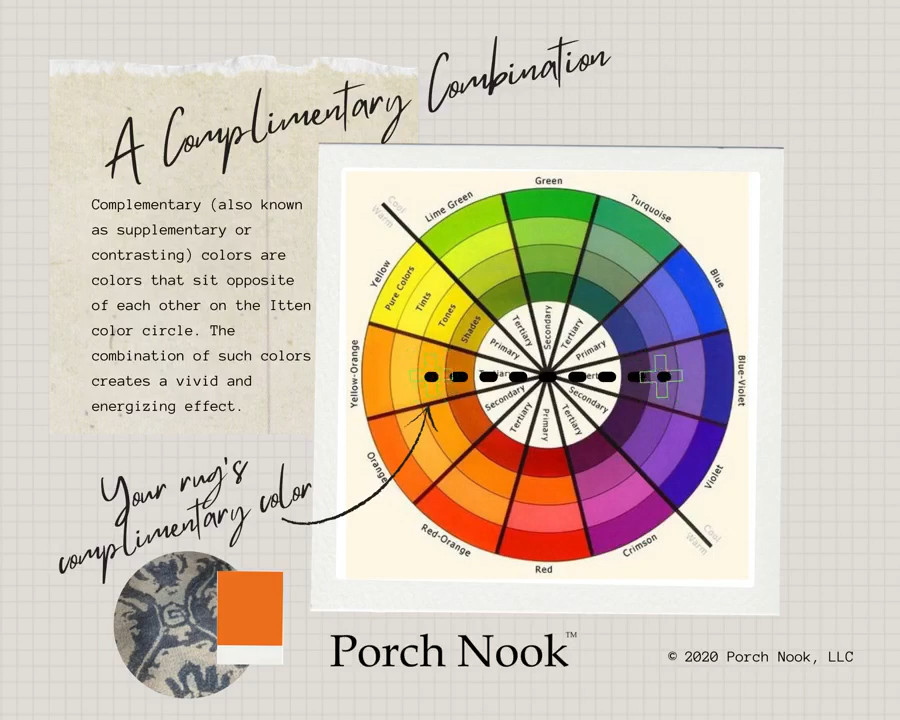 A Complimentary Combination
Complementary (also known
as supplementary or
contrasting) colors are
colors that sit opposite
of each other on the Itten
color circle. The
combination of such colors
creates a vivid and
energizing effect.
Your rug's
complimentary color
Green
Turquoise
Blue
Blue-Violet
Violet
Crimson
Red
Red-Orange
Orange
Yellow-Orange
Yellow
Lime Green
Cool
Warm
Cool
Warm
Pure Colors
Tints
Tones
Shades
Primary
Tertiary
Secondary
Tertiary
Primary
Secondary
Tertiary
Primary
Tertiary
Secondary
G
Porch Nook™
© 2020 Porch Nook, LLC